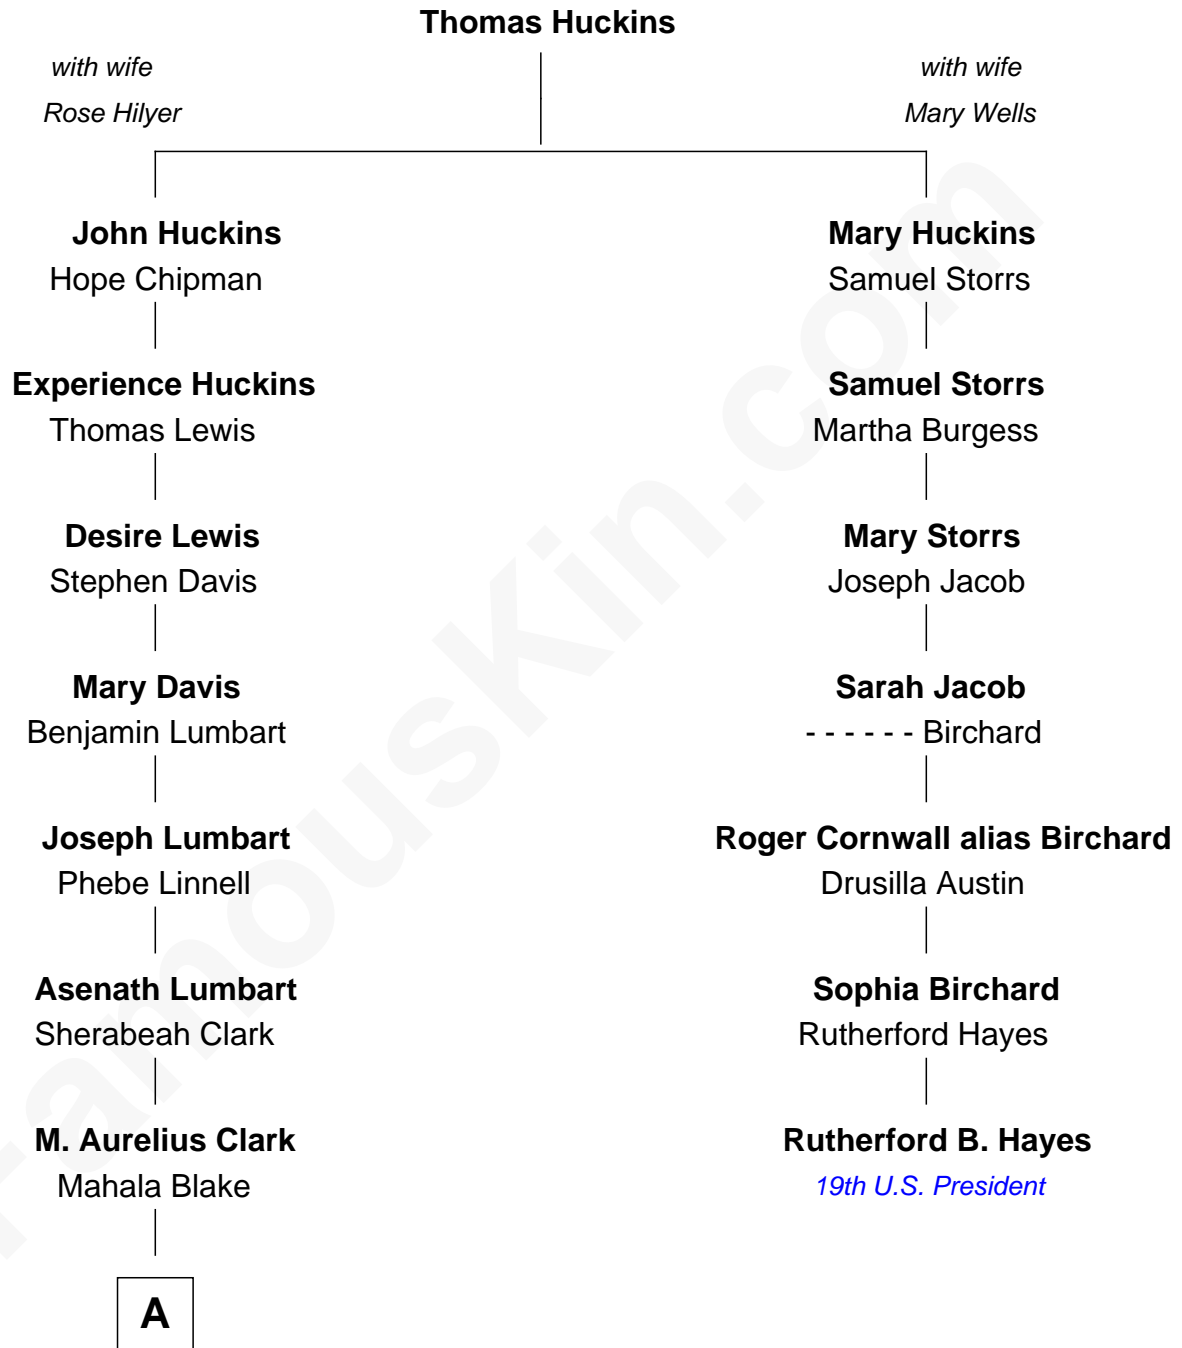 Thomas Huckins
with wife
Rose Hilyer
with wife
Mary Wells
John Huckins
Hope Chipman
Experience Huckins
Thomas Lewis
Desire Lewis
Stephen Davis
Mary Davis
Benjamin Lumbart
Joseph Lumbart
Phebe Linnell
Asenath Lumbart
Sherabeah Clark
M. Aurelius Clark
Mahala Blake
A
Mary Huckins
Samuel Storrs
Samuel Storrs
Martha Burgess
Mary Storrs
Joseph Jacob
Sarah Jacob
- - - - - - Birchard
Roger Cornwall alias Birchard
Drusilla Austin
Sophia Birchard
Rutherford Hayes
Rutherford B. Hayes
19th U.S. President
FamousKin.com